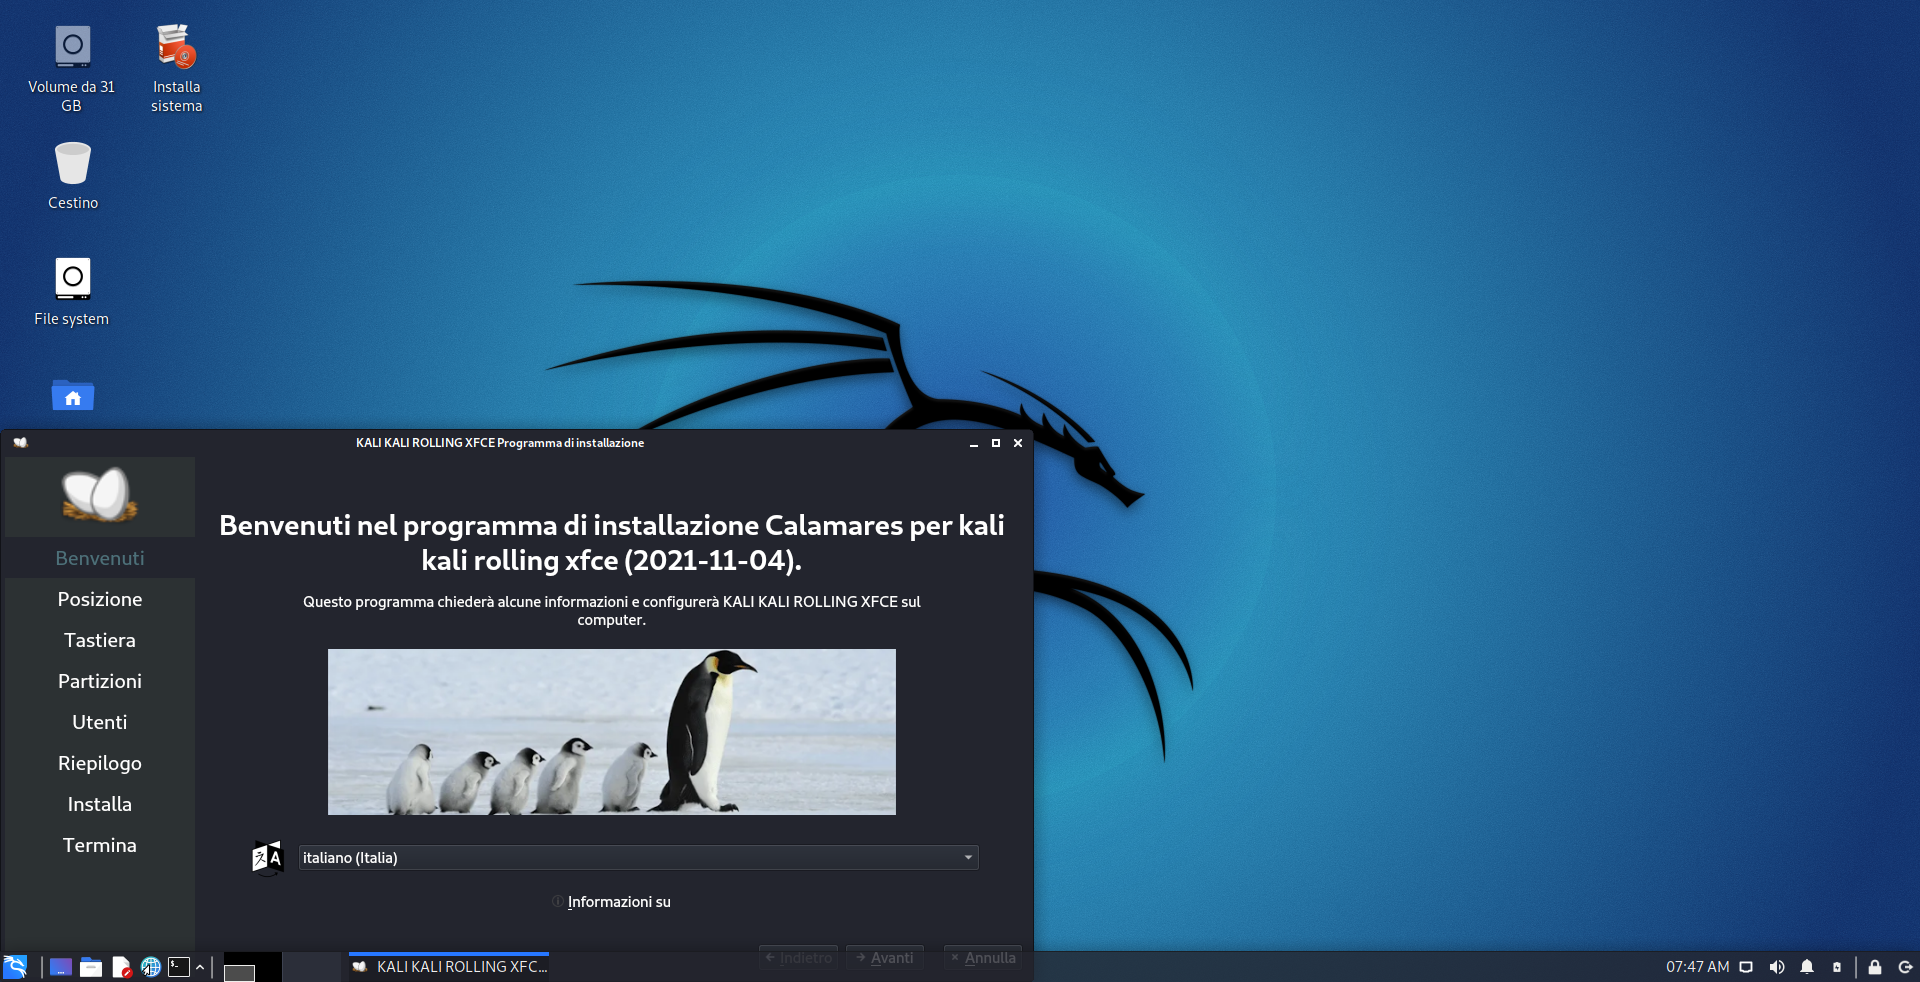 Volume da 31
GB
Installa
sistema
Cestino
File system
KALI KALI ROLLING XFCE Programma di installazione
Benvenuti
Posizione
Tastiera
Partizioni
Utenti
Riepilogo
Installa
Termina
Benvenuti nel programma di installazione Calamares per kali
kali rolling xfce (2021-11-04).
Questo programma chiederà alcune informazioni e configurerà KALI KALI ROLLING XFCE sul
computer.
italiano (Italia)
Informazioni su
Indietro
Avanti
Annulla
KALI KALI ROLLING XFC...
07:47 AM